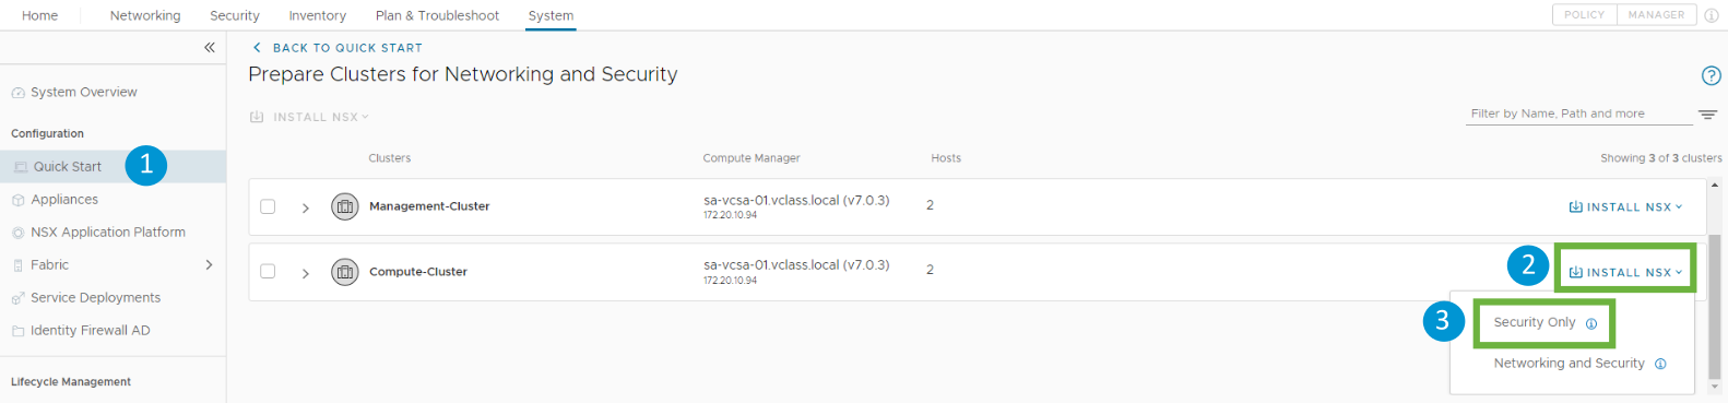 Home Networking Security Inventory Plan & Troubleshoot System POLICY MANAGER
BACK TO QUICK START
Prepare Clusters for Networking and Security
System Overview
INSTALL NSX
Filter by Name, Path and more
Configuration
Quick Start 1
Clusters Compute Manager Hosts Showing 3 of 3 clusters
Appliances
Management-Cluster sa-vcsa-01.vclass.local (v7.0.3) 2 INSTALL NSX
172.20.10.94
NSX Application Platform
Fabric
Compute-Cluster sa-vcsa-01.vclass.local (v7.0.3) 2 2 INSTALL NSX
172.20.10.94
Service Deployments
Identity Firewall AD
3 Security Only
Networking and Security
Lifecycle Management